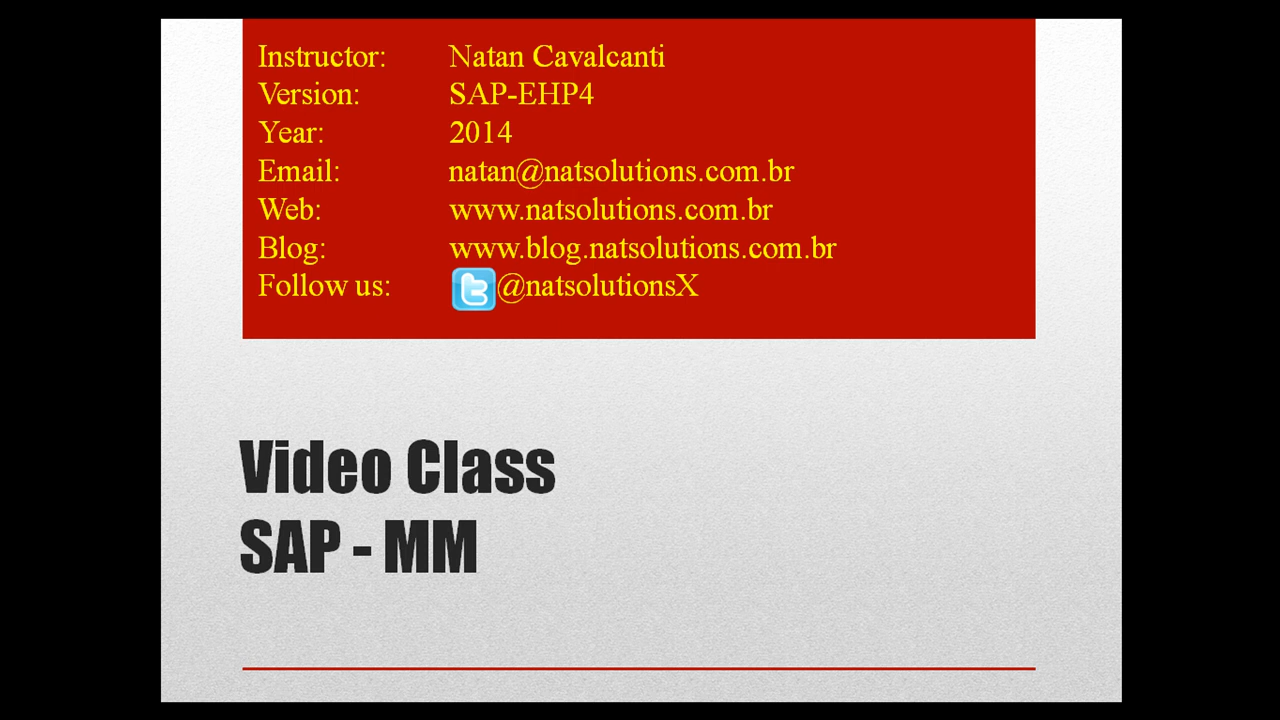 Instructor: Natan Cavalcanti
Version: SAP-EHP4
Year: 2014
Email: natan@natsolutions.com.br
Web: www.natsolutions.com.br
Blog: www.blog.natsolutions.com.br
Follow us: @natsolutionsX
Video Class
SAP - MM